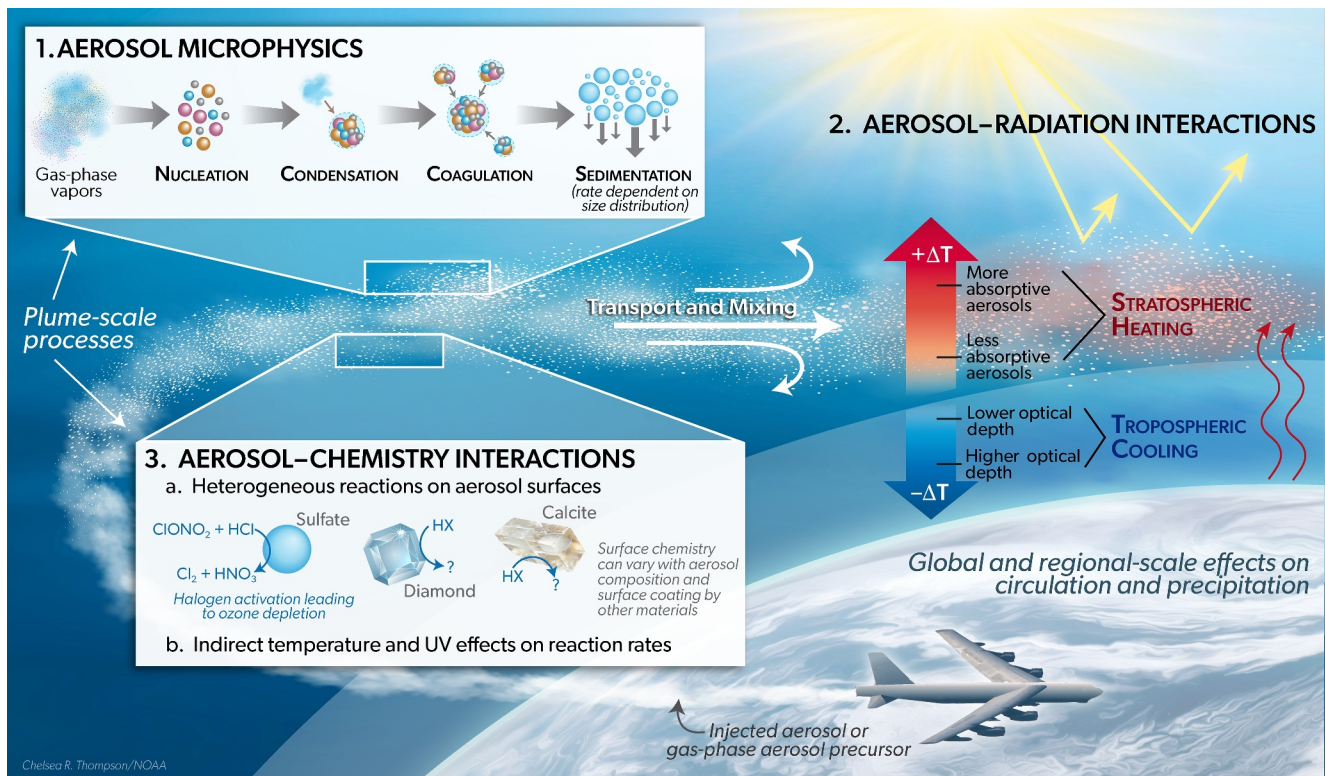 1. AEROSOL MICROPHYSICS
Gas-phase
vapors
NUCLEATION
CONDENSATION
COAGULATION
SEDIMENTATION
(rate dependent on
size distribution)
2. AEROSOL–RADIATION INTERACTIONS
Plume-scale
processes
Transport and Mixing
+ΔT
More
absorptive
aerosols
Less
absorptive
aerosols
STRATOSPHERIC
HEATING
Lower optical
depth
Higher optical
depth
TROPOSPHERIC
COOLING
−ΔT
3. AEROSOL–CHEMISTRY INTERACTIONS
a. Heterogeneous reactions on aerosol surfaces
Sulfate
ClONO₂ + HCl
Cl₂ + HNO₃
Halogen activation leading
to ozone depletion
HX
?
Diamond
Calcite
HX
?
Surface chemistry
can vary with aerosol
composition and
surface coating by
other materials
b. Indirect temperature and UV effects on reaction rates
Global and regional-scale effects on
circulation and precipitation
Injected aerosol or
gas-phase aerosol precursor
Chelsea R. Thompson/NOAA